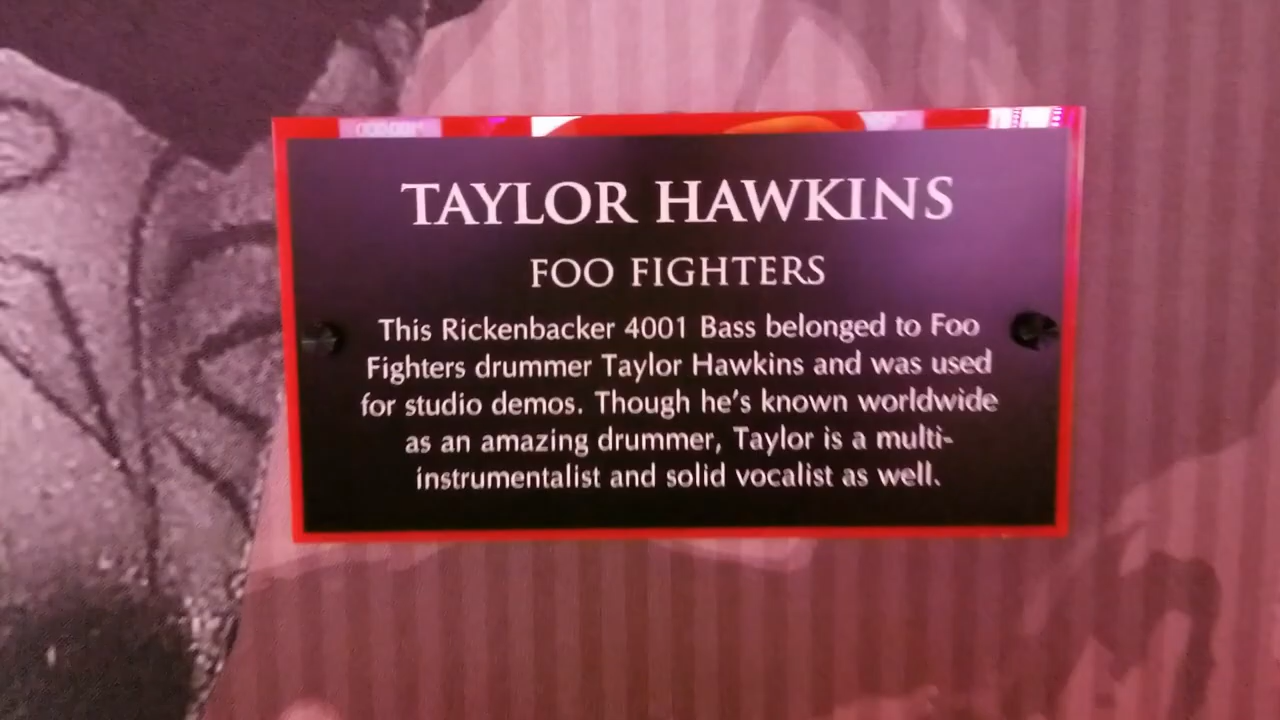 TAYLOR HAWKINS
FOO FIGHTERS
This Rickenbacker 4001 Bass belonged to Foo
Fighters drummer Taylor Hawkins and was used
for studio demos. Though he's known worldwide
as an amazing drummer, Taylor is a multi-
instrumentalist and solid vocalist as well.